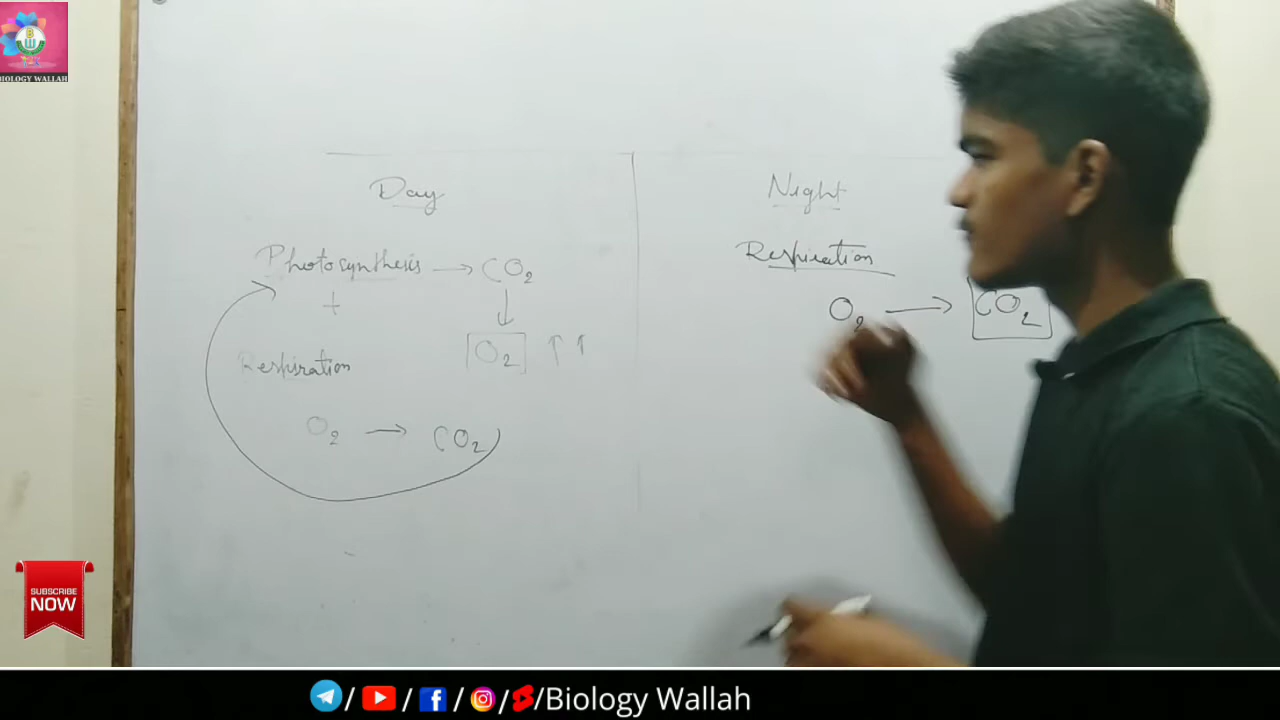 B
W
BIOLOGY WALLAH
Day
Photosynthesis → CO₂
+
↓
O₂ ↑ ↑
Respiration
O₂ → CO₂
Night
Respiration
O₂ → CO₂
SUBSCRIBE
NOW
/ / / / /Biology Wallah